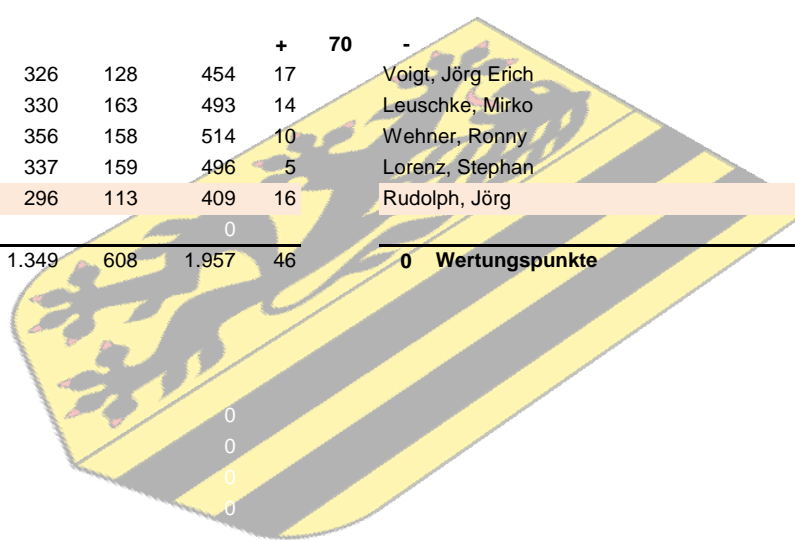 + 70 -
326 128 454 17 Voigt, Jörg Erich
330 163 493 14 Leuschke, Mirko
356 158 514 10 Wehner, Ronny
337 159 496 5 Lorenz, Stephan
296 113 409 16 Rudolph, Jörg
0
1.349 608 1.957 46 0 Wertungspunkte
0
0
0
0